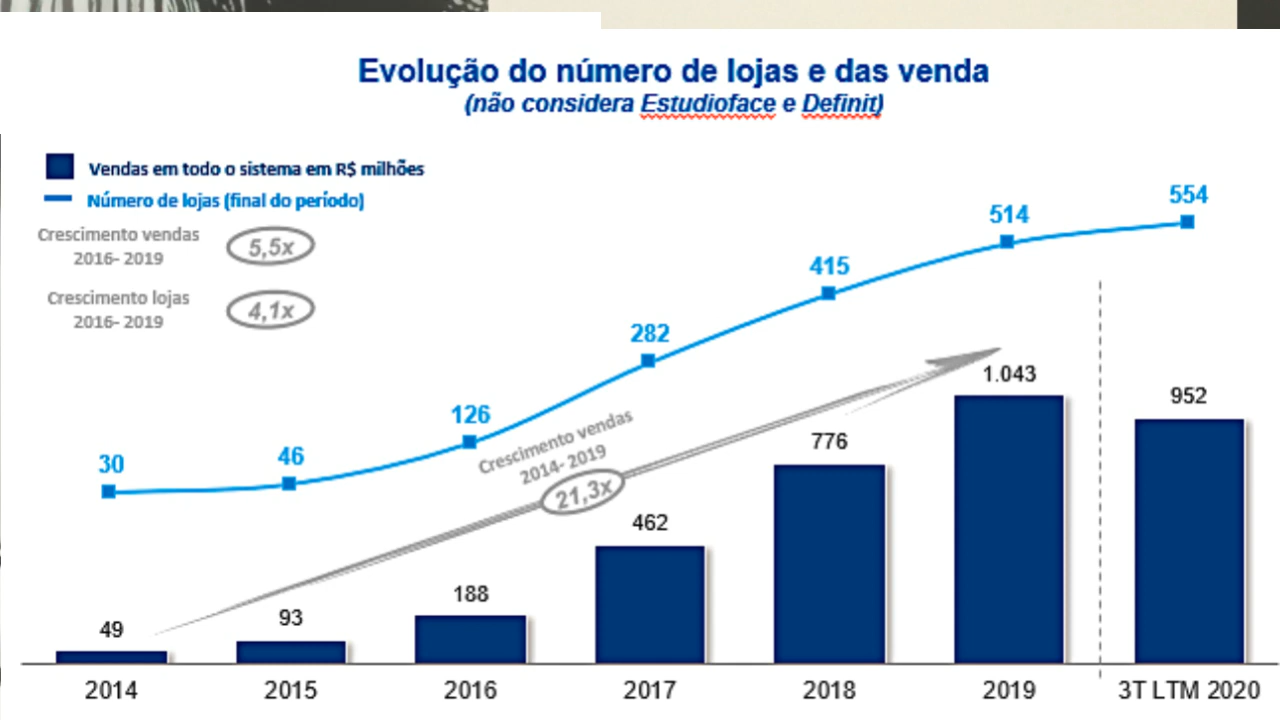 Evolução do número de lojas e das venda
(não considera Estudioface e Definit)
Vendas em todo o sistema em R$ milhões
Número de lojas (final do período)
Crescimento vendas
2016- 2019
5,5x
Crescimento lojas
2016- 2019
4,1x
30
46
126
282
415
514
554
Crescimento vendas
2014- 2019
21,3x
49
93
188
462
776
1.043
952
2014
2015
2016
2017
2018
2019
3T LTM 2020